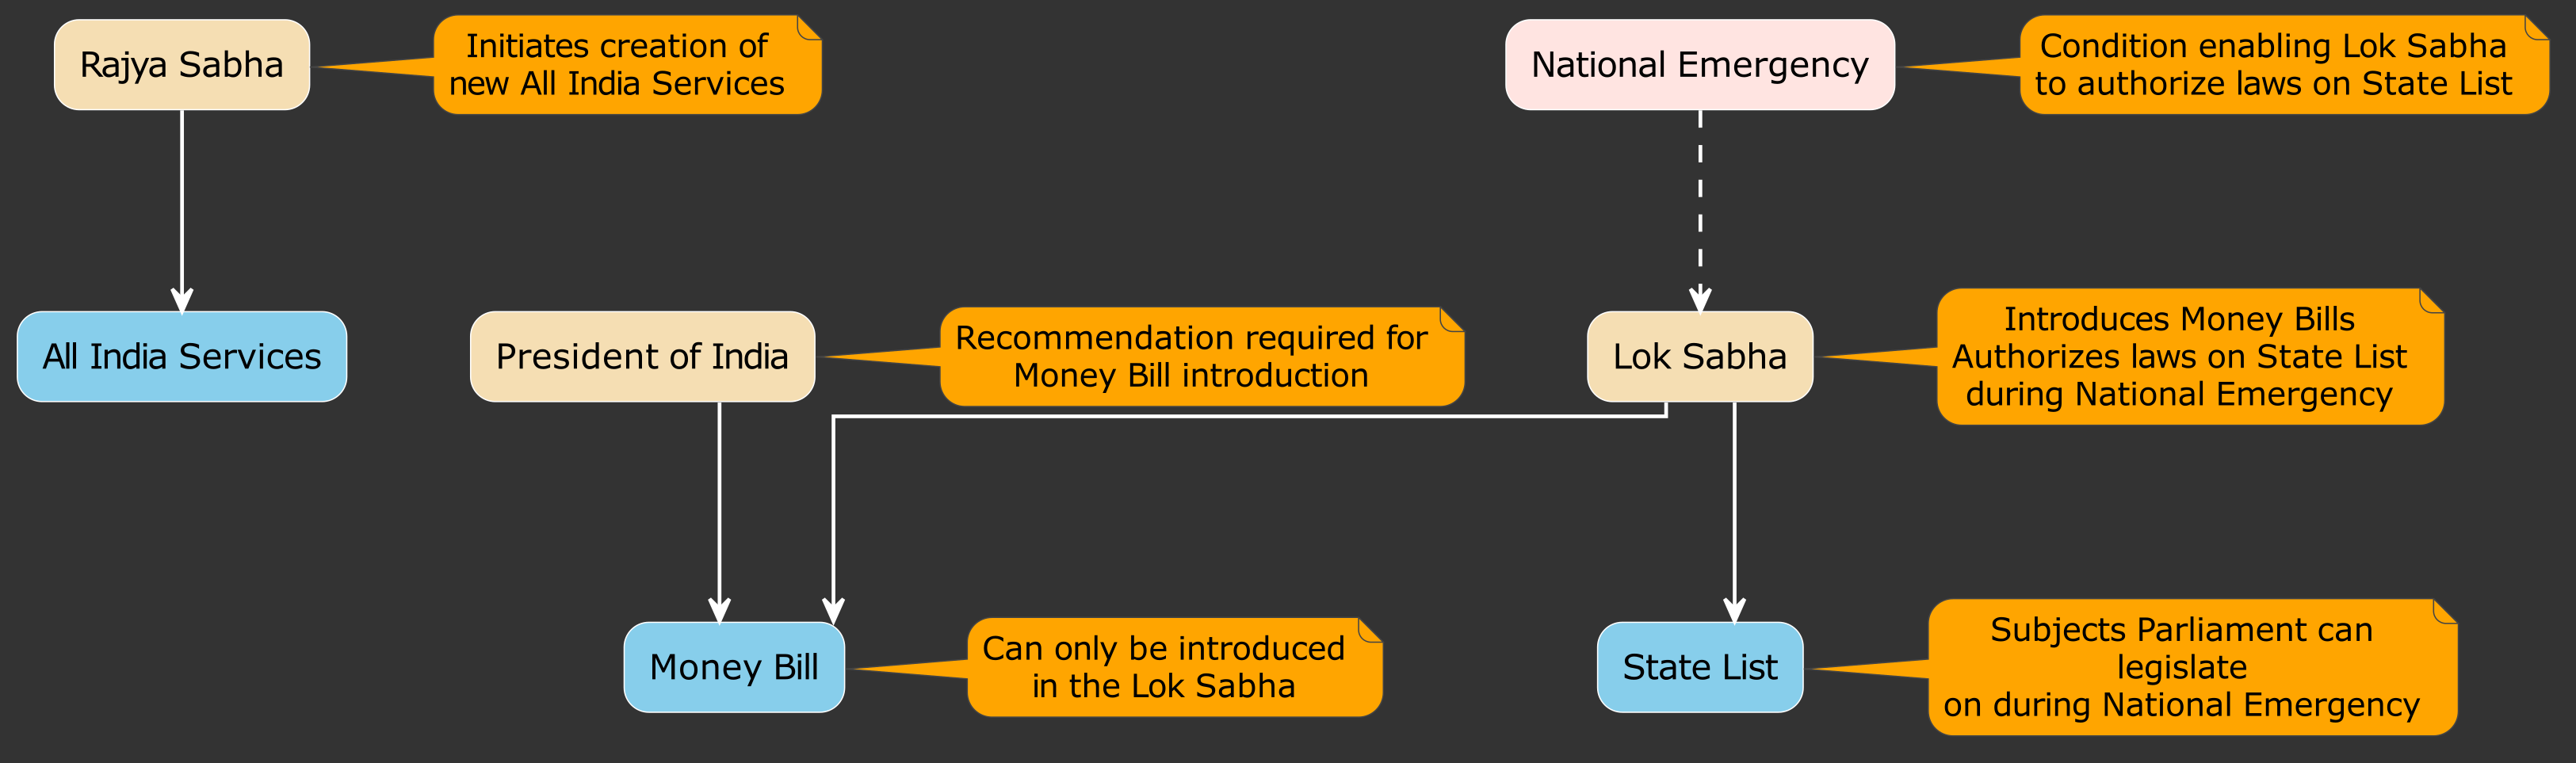 Rajya Sabha
Initiates creation of
new All India Services
National Emergency
Condition enabling Lok Sabha
to authorize laws on State List
All India Services
President of India
Recommendation required for
Money Bill introduction
Lok Sabha
Introduces Money Bills
Authorizes laws on State List
during National Emergency
Money Bill
Can only be introduced
in the Lok Sabha
State List
Subjects Parliament can
legislate
on during National Emergency